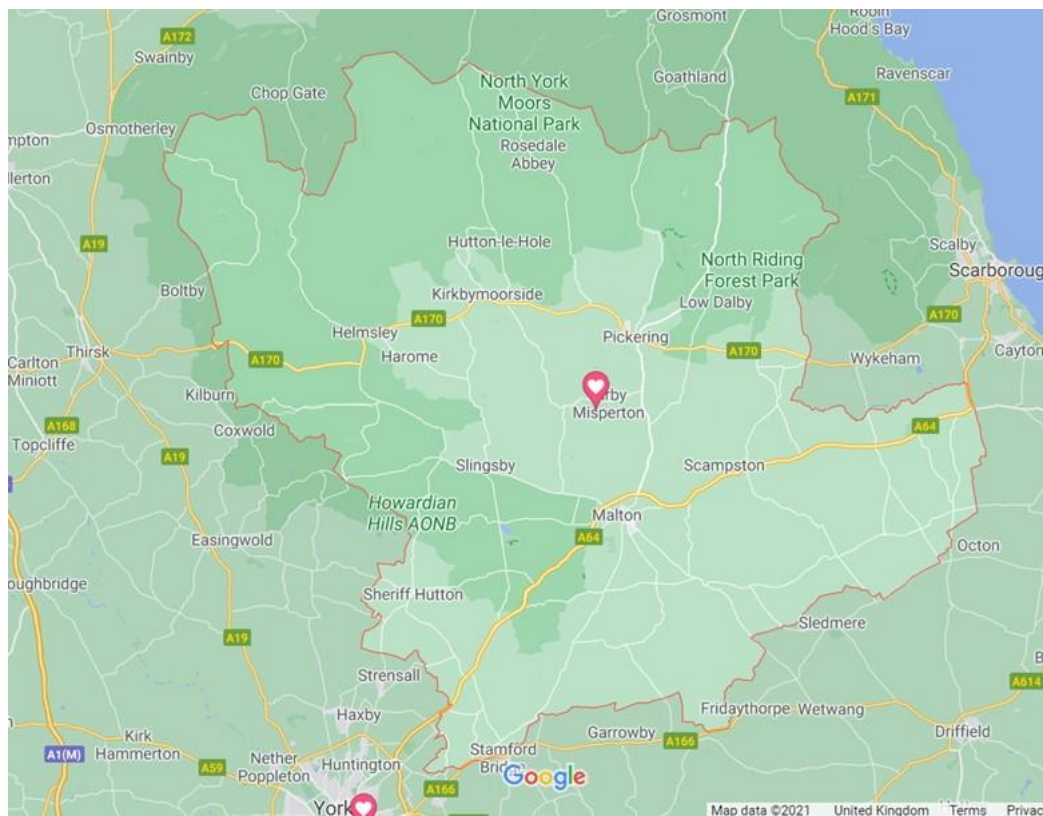 Grosmont
Robin
Hood's Bay
A172
Swainby
Goathland
Ravenscar
Chop Gate
North York
Moors
National Park
A171
Osmotherley
Rosedale
Abbey
A19
Hutton-le-Hole
Scalby
North Riding
Forest Park
Scarborough
Boltby
Kirkbymoorside
Low Dalby
A170
Helmsley
A170
Pickering
Thirsk
A170
Harome
A170
Wykeham
Cayton
Carlton
Miniott
Kilburn
Misperton
A168
Coxwold
A64
Topcliffe
A19
Slingsby
Scampston
Howardian
Hills AONB
Malton
Easingwold
A64
Octon
Sheriff Hutton
Sledmere
A19
Strensall
A614
Haxby
Fridaythorpe
Wetwang
Kirk
Hammerton
Garrowby
A166
Driffield
A1(M)
Nether
Poppleton
Huntington
Stamford
A59
Google
York
A166
Map data ©2021
United Kingdom
Terms
Privac